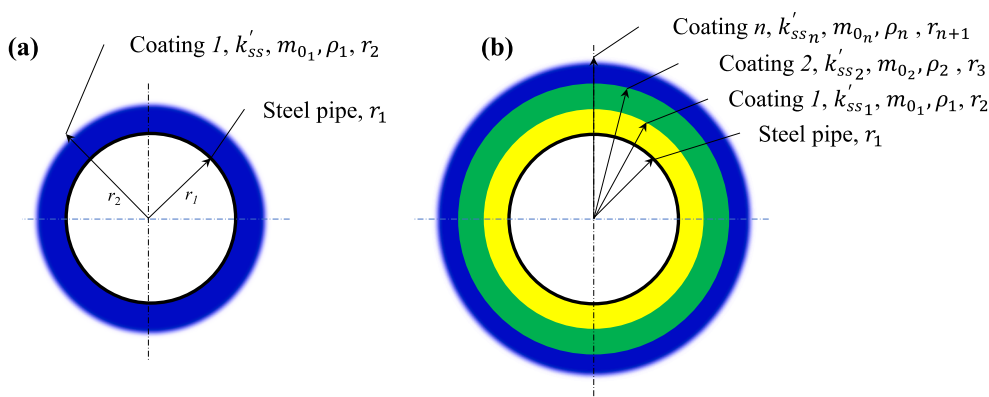 (a)
Coating 1, k'ss, m01, ρ1, r2
Steel pipe, r1
r2
r1
(b)
Coating n, k'ssn, m0n, ρn , rn+1
Coating 2, k'ss2, m02, ρ2 , r3
Coating 1, k'ss1, m01, ρ1, r2
Steel pipe, r1